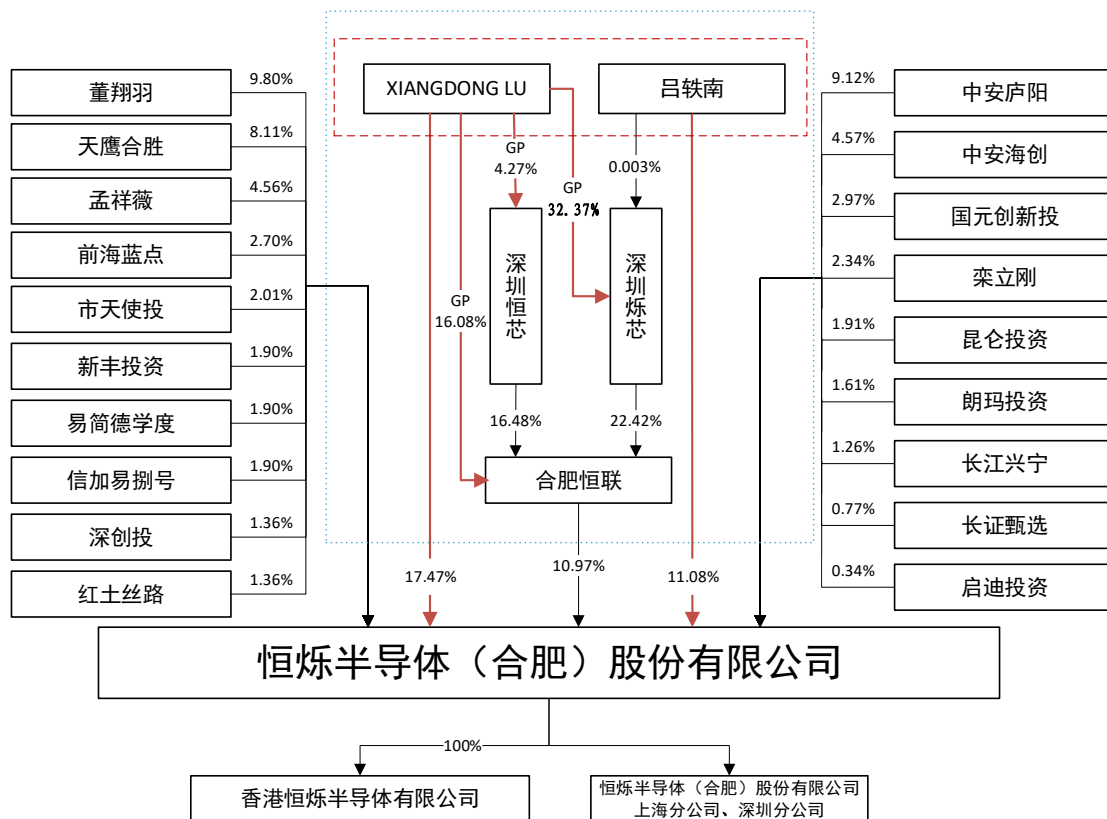 XIANGDONG LU
吕轶南
董翔羽
9.80%
天鹰合胜
8.11%
孟祥薇
4.56%
前海蓝点
2.70%
市天使投
2.01%
新丰投资
1.90%
易简德学度
1.90%
信加易捌号
1.90%
深创投
1.36%
红土丝路
1.36%
GP
4.27%
GP
32.37%
0.003%
GP
16.08%
深圳恒芯
深圳烁芯
16.48%
22.42%
合肥恒联
17.47%
10.97%
11.08%
9.12%
中安庐阳
4.57%
中安海创
2.97%
国元创新投
2.34%
栾立刚
1.91%
昆仑投资
1.61%
朗玛投资
1.26%
长江兴宁
0.77%
长证甄选
0.34%
启迪投资
恒烁半导体（合肥）股份有限公司
100%
香港恒烁半导体有限公司
恒烁半导体（合肥）股份有限公司
上海分公司、深圳分公司